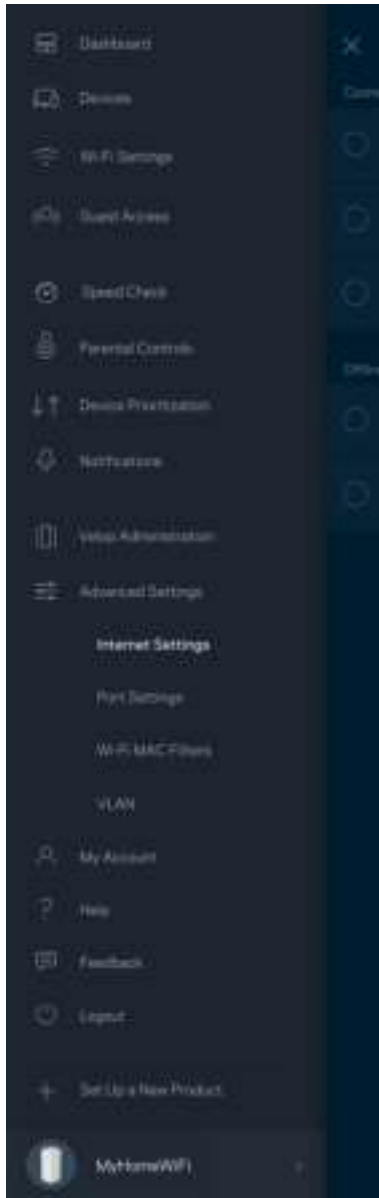 Dashboard
Devices
Wi-Fi Settings
Guest Access
Speed Check
Parental Controls
Device Prioritization
Notifications
Velop Administration
Advanced Settings
Internet Settings
Port Settings
Wi-Fi MAC Filters
VLAN
My Account
Help
Feedback
Logout
Set Up a New Product
MyHomeWiFi